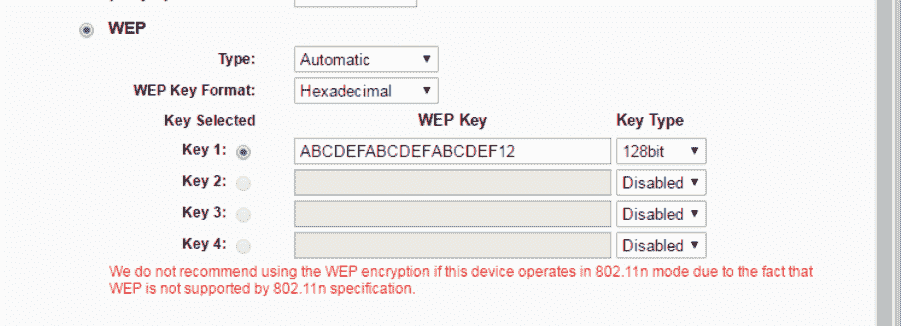 WEP
Type: Automatic
WEP Key Format: Hexadecimal
Key Selected WEP Key Key Type
Key 1: ABCDEFABCDEFABCDEF12 128bit
Key 2: Disabled
Key 3: Disabled
Key 4: Disabled
We do not recommend using the WEP encryption if this device operates in 802.11n mode due to the fact that
WEP is not supported by 802.11n specification.